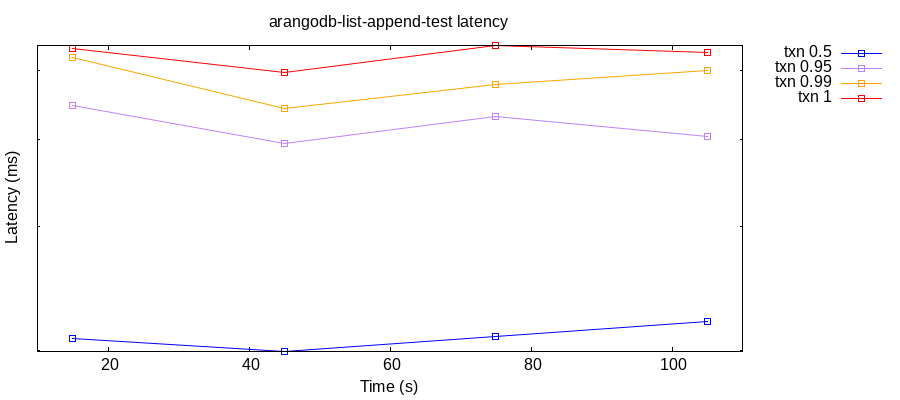 arangodb-list-append-test latency
txn 0.5
txn 0.95
txn 0.99
txn 1
Latency (ms)
20 40 60 80 100
Time (s)